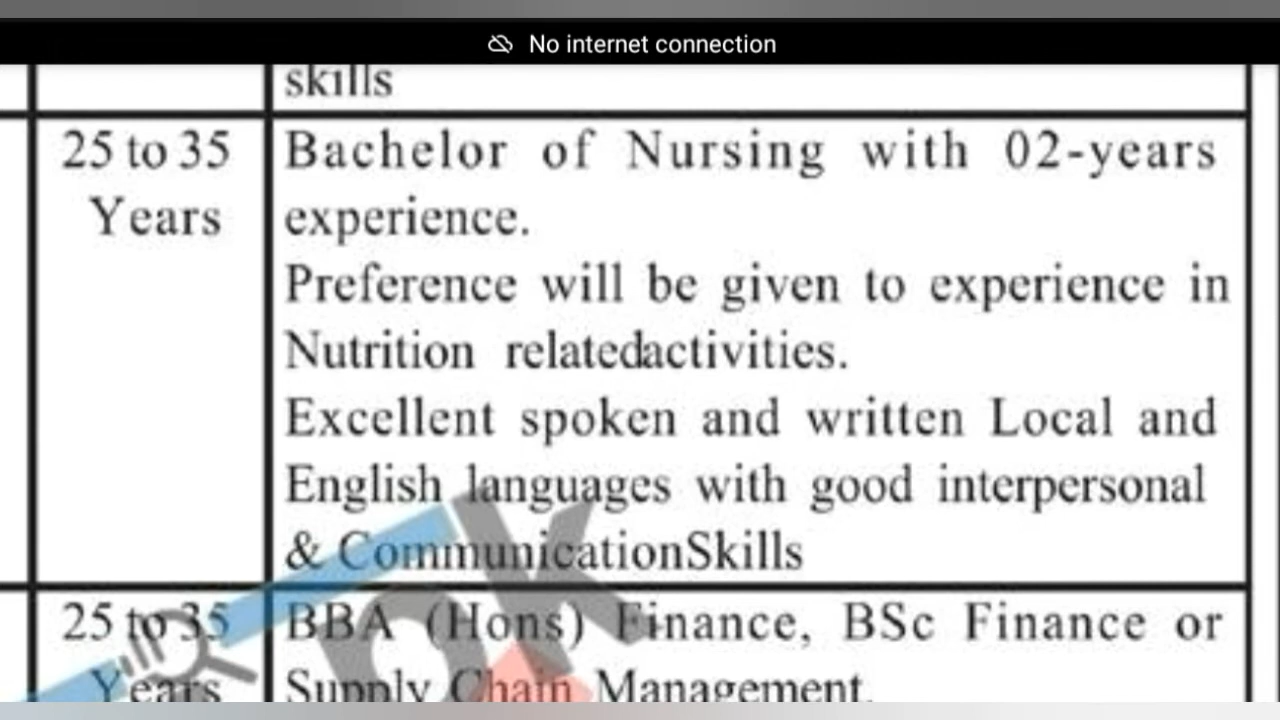 No internet connection
skills
25 to 35
Years
Bachelor of Nursing with 02-years
experience.
Preference will be given to experience in
Nutrition relatedactivities.
Excellent spoken and written Local and
English languages with good interpersonal
& CommunicationSkills
25 to 35
Years
BBA (Hons) Finance, BSc Finance or
Supply Chain Management.
pk